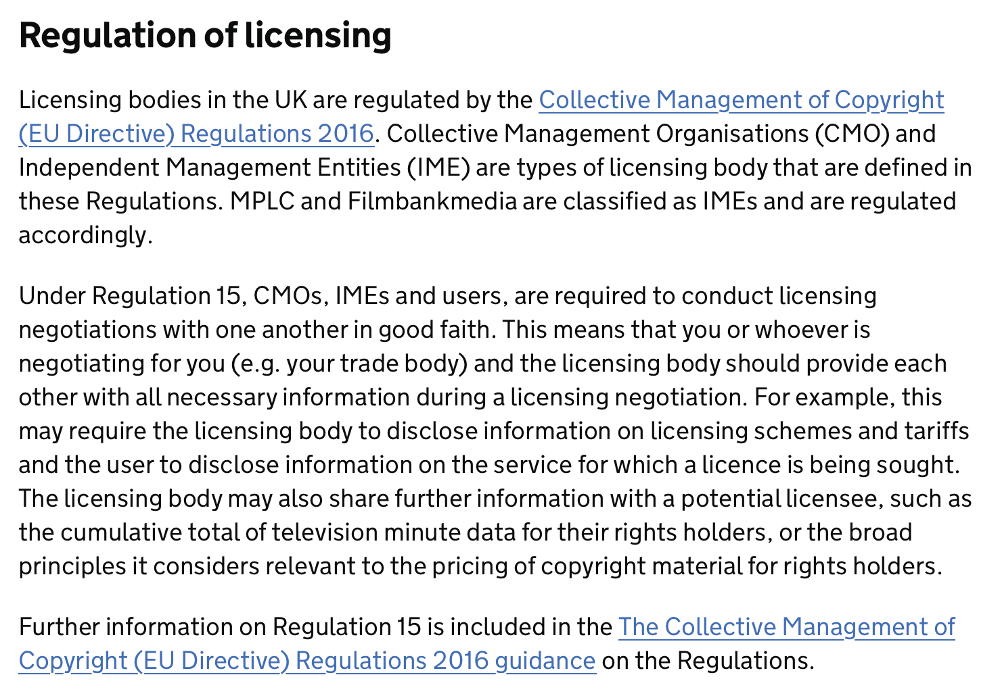 Regulation of licensing
Licensing bodies in the UK are regulated by the Collective Management of Copyright
(EU Directive) Regulations 2016. Collective Management Organisations (CMO) and
Independent Management Entities (IME) are types of licensing body that are defined in
these Regulations. MPLC and Filmbankmedia are classified as IMEs and are regulated
accordingly.
Under Regulation 15, CMOs, IMEs and users, are required to conduct licensing
negotiations with one another in good faith. This means that you or whoever is
negotiating for you (e.g. your trade body) and the licensing body should provide each
other with all necessary information during a licensing negotiation. For example, this
may require the licensing body to disclose information on licensing schemes and tariffs
and the user to disclose information on the service for which a licence is being sought.
The licensing body may also share further information with a potential licensee, such as
the cumulative total of television minute data for their rights holders, or the broad
principles it considers relevant to the pricing of copyright material for rights holders.
Further information on Regulation 15 is included in the The Collective Management of
Copyright (EU Directive) Regulations 2016 guidance on the Regulations.